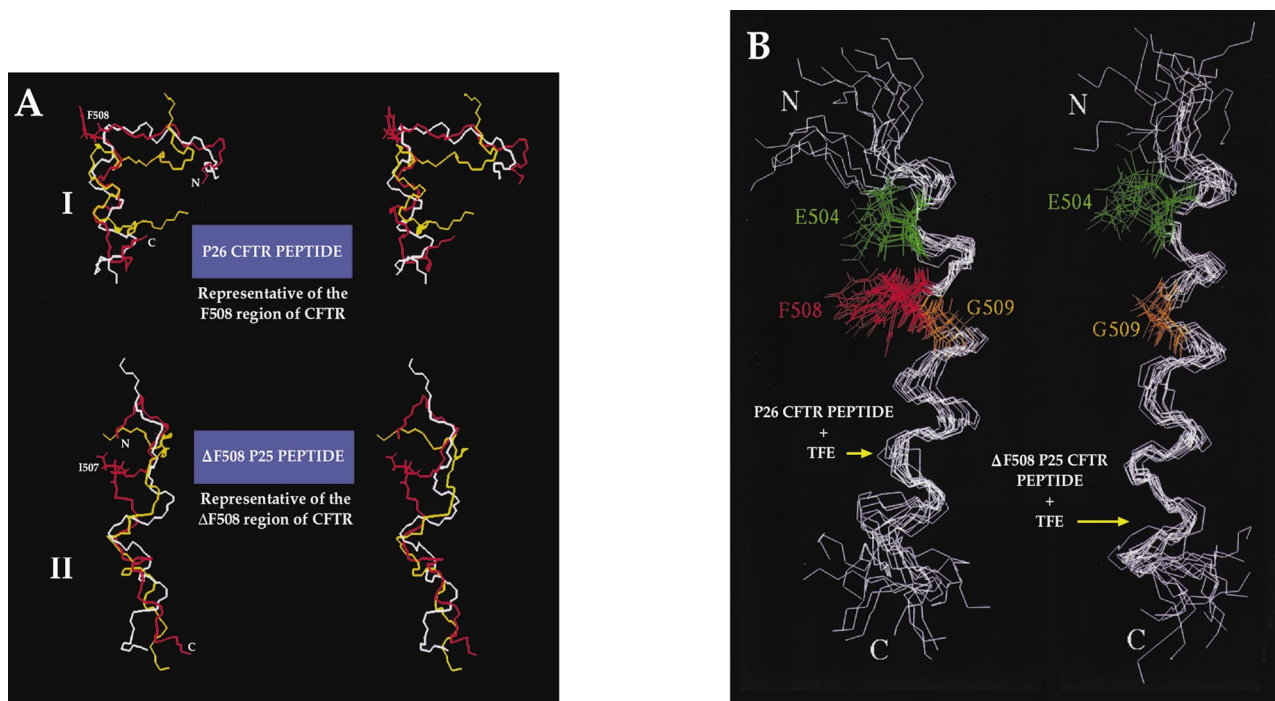 A
F508
N
I
C
P26 CFTR PEPTIDE
Representative of the
F508 region of CFTR
N
I507
ΔF508 P25 PEPTIDE
Representative of the
ΔF508 region of CFTR
II
C
B
N
E504
F508
G509
P26 CFTR PEPTIDE
+
TFE
C
N
E504
G509
ΔF508 P25 CFTR
PEPTIDE
+
TFE
C